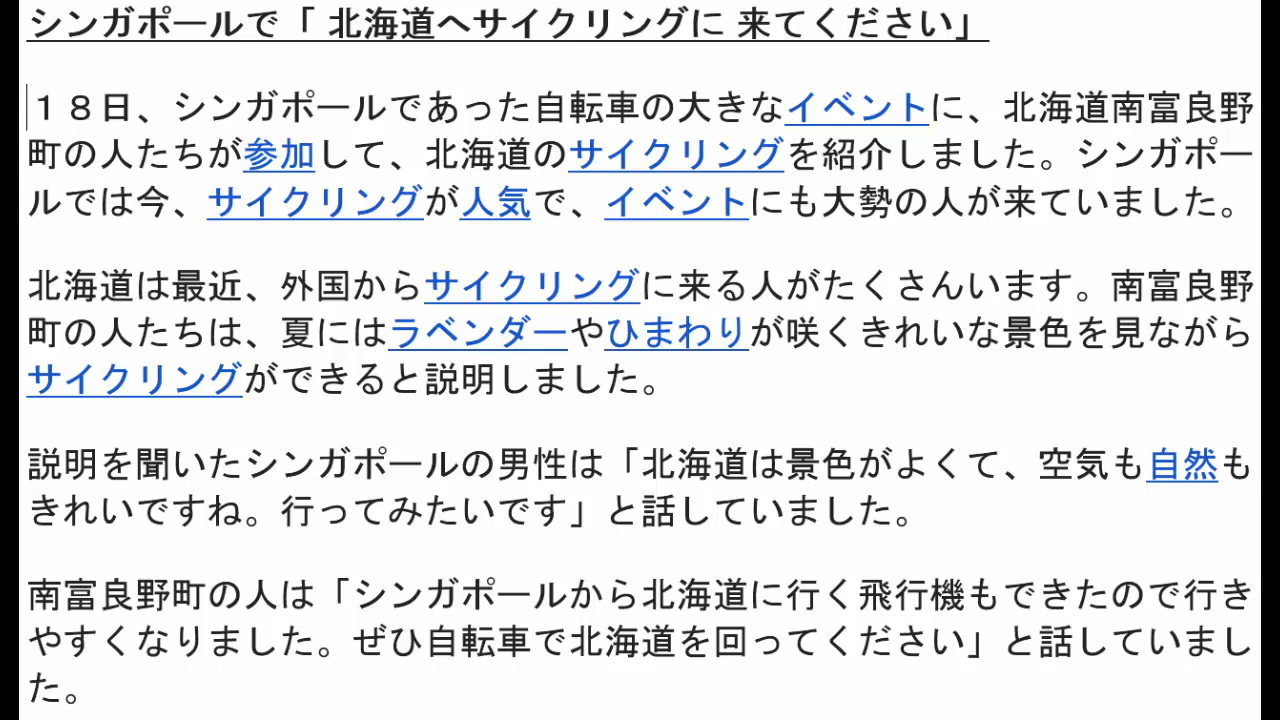 シンガポールで「 北海道へサイクリングに 来てください」
１８日、シンガポールであった自転車の大きなイベントに、北海道南富良野
町の人たちが参加して、北海道のサイクリングを紹介しました。シンガポー
ルでは今、サイクリングが人気で、イベントにも大勢の人が来ていました。
北海道は最近、外国からサイクリングに来る人がたくさんいます。南富良野
町の人たちは、夏にはラベンダーやひまわりが咲くきれいな景色を見ながら
サイクリングができると説明しました。
説明を聞いたシンガポールの男性は「北海道は景色がよくて、空気も自然も
きれいですね。行ってみたいです」と話していました。
南富良野町の人は「シンガポールから北海道に行く飛行機もできたので行き
やすくなりました。ぜひ自転車で北海道を回ってください」と話していまし
た。